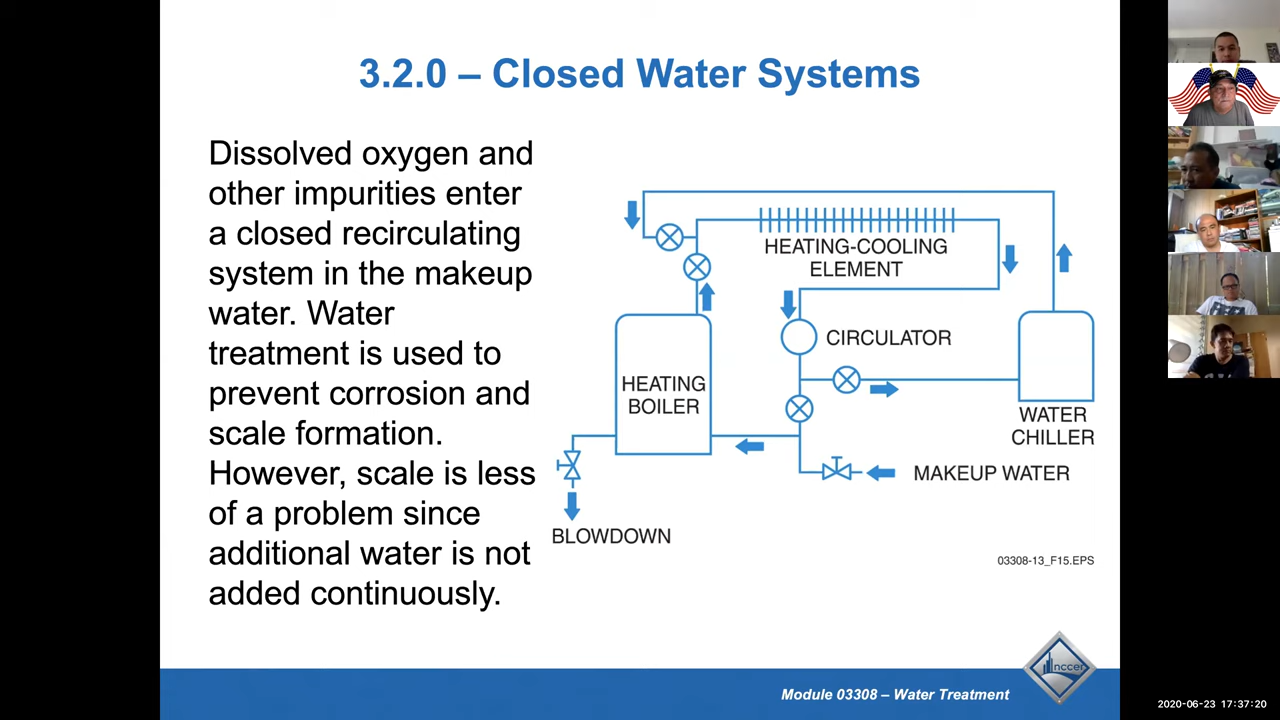 3.2.0 – Closed Water Systems
Dissolved oxygen and
other impurities enter
a closed recirculating
system in the makeup
water. Water
treatment is used to
prevent corrosion and
scale formation.
However, scale is less
of a problem since
additional water is not
added continuously.
HEATING-COOLING
ELEMENT
CIRCULATOR
HEATING
BOILER
WATER
CHILLER
MAKEUP WATER
BLOWDOWN
03308-13_F15.EPS
nccer
Module 03308 – Water Treatment
2020-06-23 17:37:20